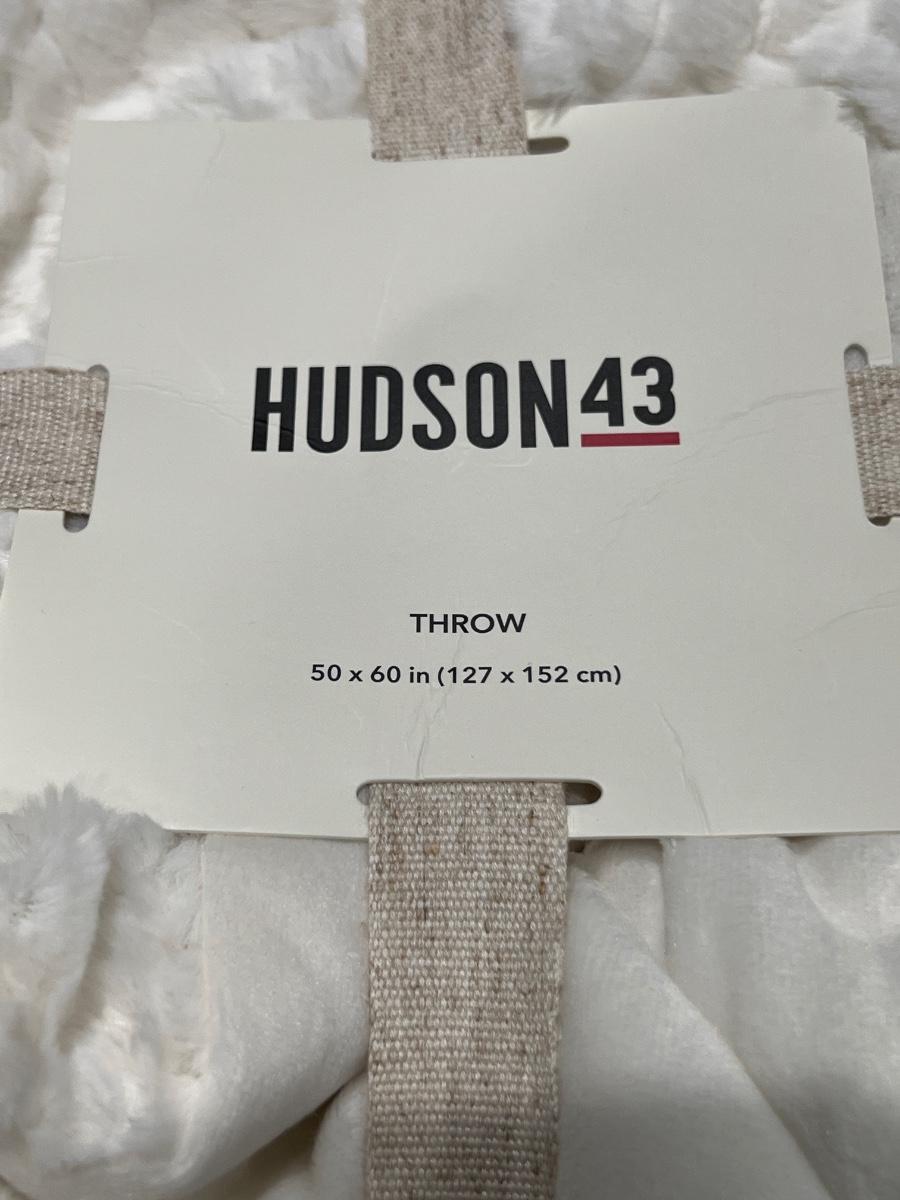 HUDSON43
THROW
50 x 60 in (127 x 152 cm)